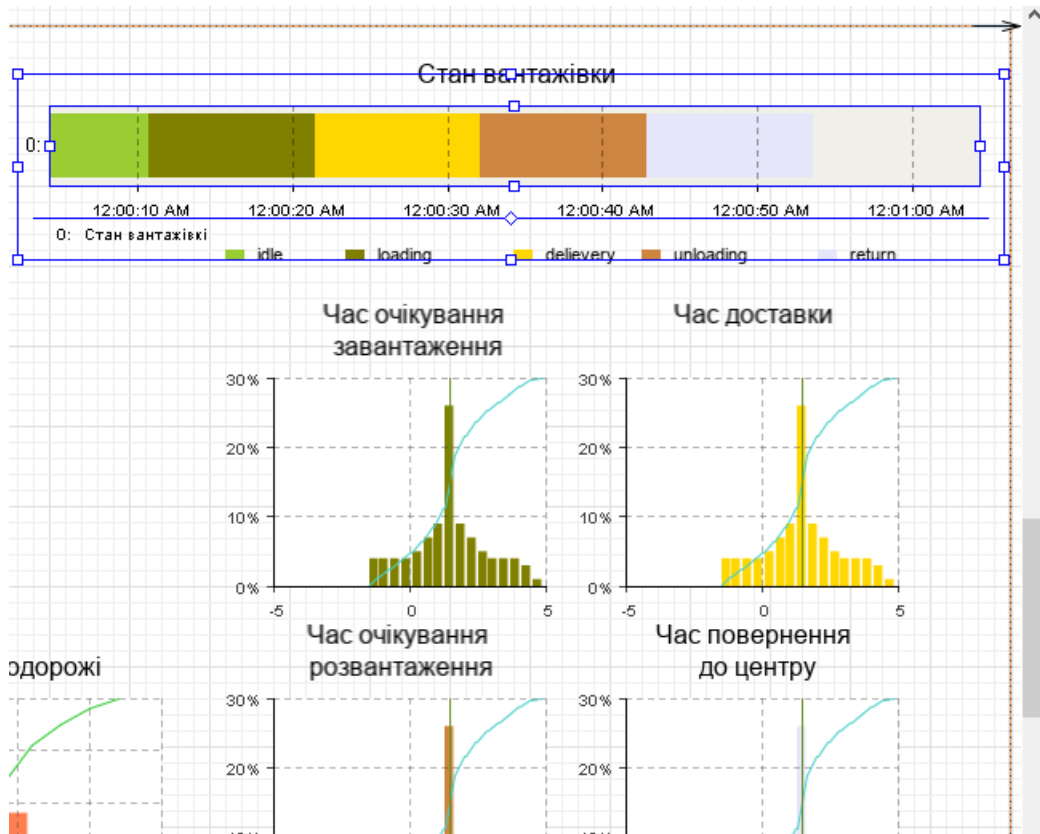 Стан вантажівки
0:
12:00:10 AM 12:00:20 AM 12:00:30 AM 12:00:40 AM 12:00:50 AM 12:01:00 AM
0: Стан вантажівкі
idle loading delievery unloading return
Час очікування
завантаження
Час доставки
30%
20%
10%
0%
-5 0 5
30%
20%
10%
0%
-5 0 5
одорожі
Час очікування
розвантаження
Час повернення
до центру
30%
20%
30%
20%